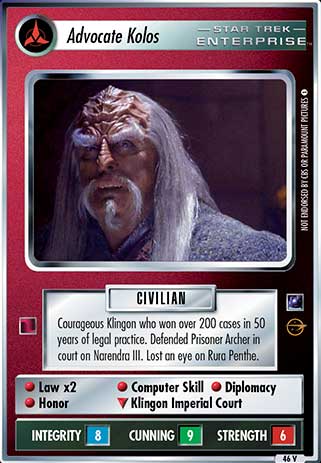 Advocate Kolos
STAR TREK
ENTERPRISE™
NOT ENDORSED BY CBS OR PARAMOUNT PICTURES
CIVILIAN
Courageous Klingon who won over 200 cases in 50
years of legal practice. Defended Prisoner Archer in
court on Narendra III. Lost an eye on Rura Penthe.
Law x2
Computer Skill
Diplomacy
Honor
Klingon Imperial Court
INTEGRITY 8
CUNNING 9
STRENGTH 6
46 V